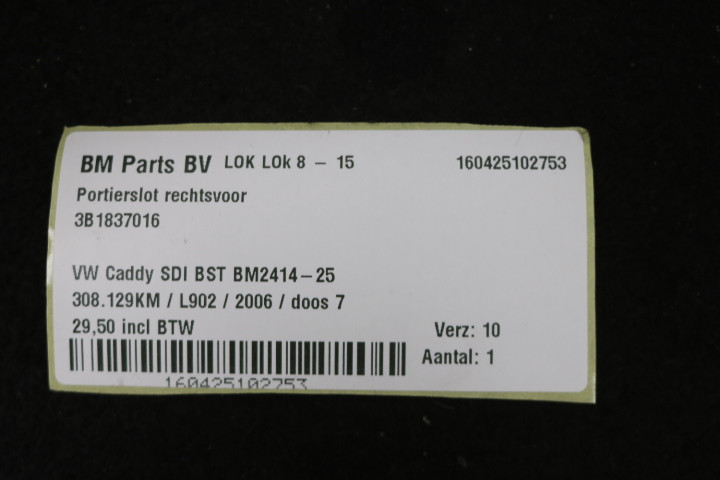 BM Parts BV LOK LOk 8 - 15 160425102753
Portierslot rechtsvoor
3B1837016
VW Caddy SDI BST BM2414-25
308.129KM / L902 / 2006 / doos 7
29,50 incl BTW Verz: 10
Aantal: 1
160425102753